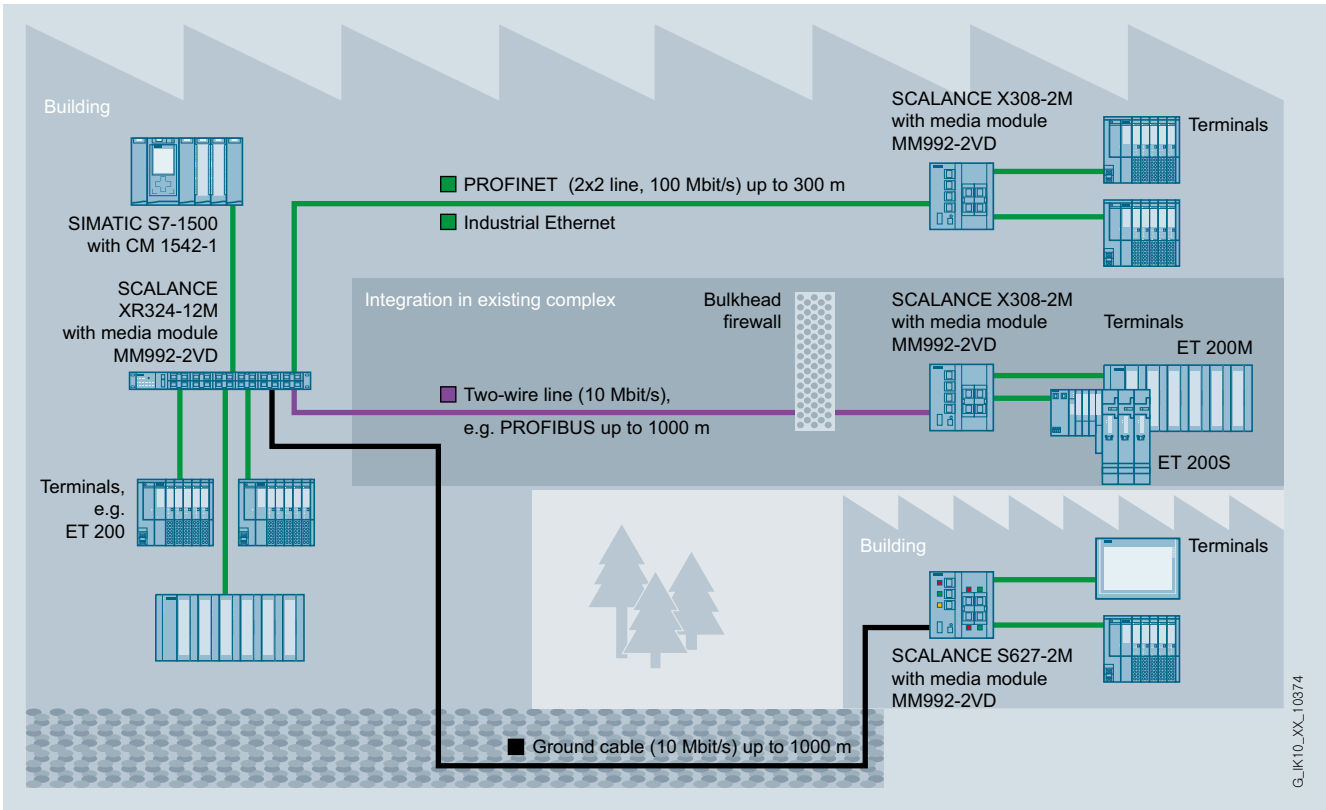 Building
SIMATIC S7-1500
with CM 1542-1
SCALANCE
XR324-12M
with media module
MM992-2VD
Terminals,
e.g.
ET 200
PROFINET (2x2 line, 100 Mbit/s) up to 300 m
Industrial Ethernet
SCALANCE X308-2M
with media module
MM992-2VD
Terminals
Integration in existing complex
Bulkhead
firewall
Two-wire line (10 Mbit/s),
e.g. PROFIBUS up to 1000 m
SCALANCE X308-2M
with media module
MM992-2VD
Terminals
ET 200M
ET 200S
Building
Terminals
SCALANCE S627-2M
with media module
MM992-2VD
Ground cable (10 Mbit/s) up to 1000 m
G_IK10_XX_10374